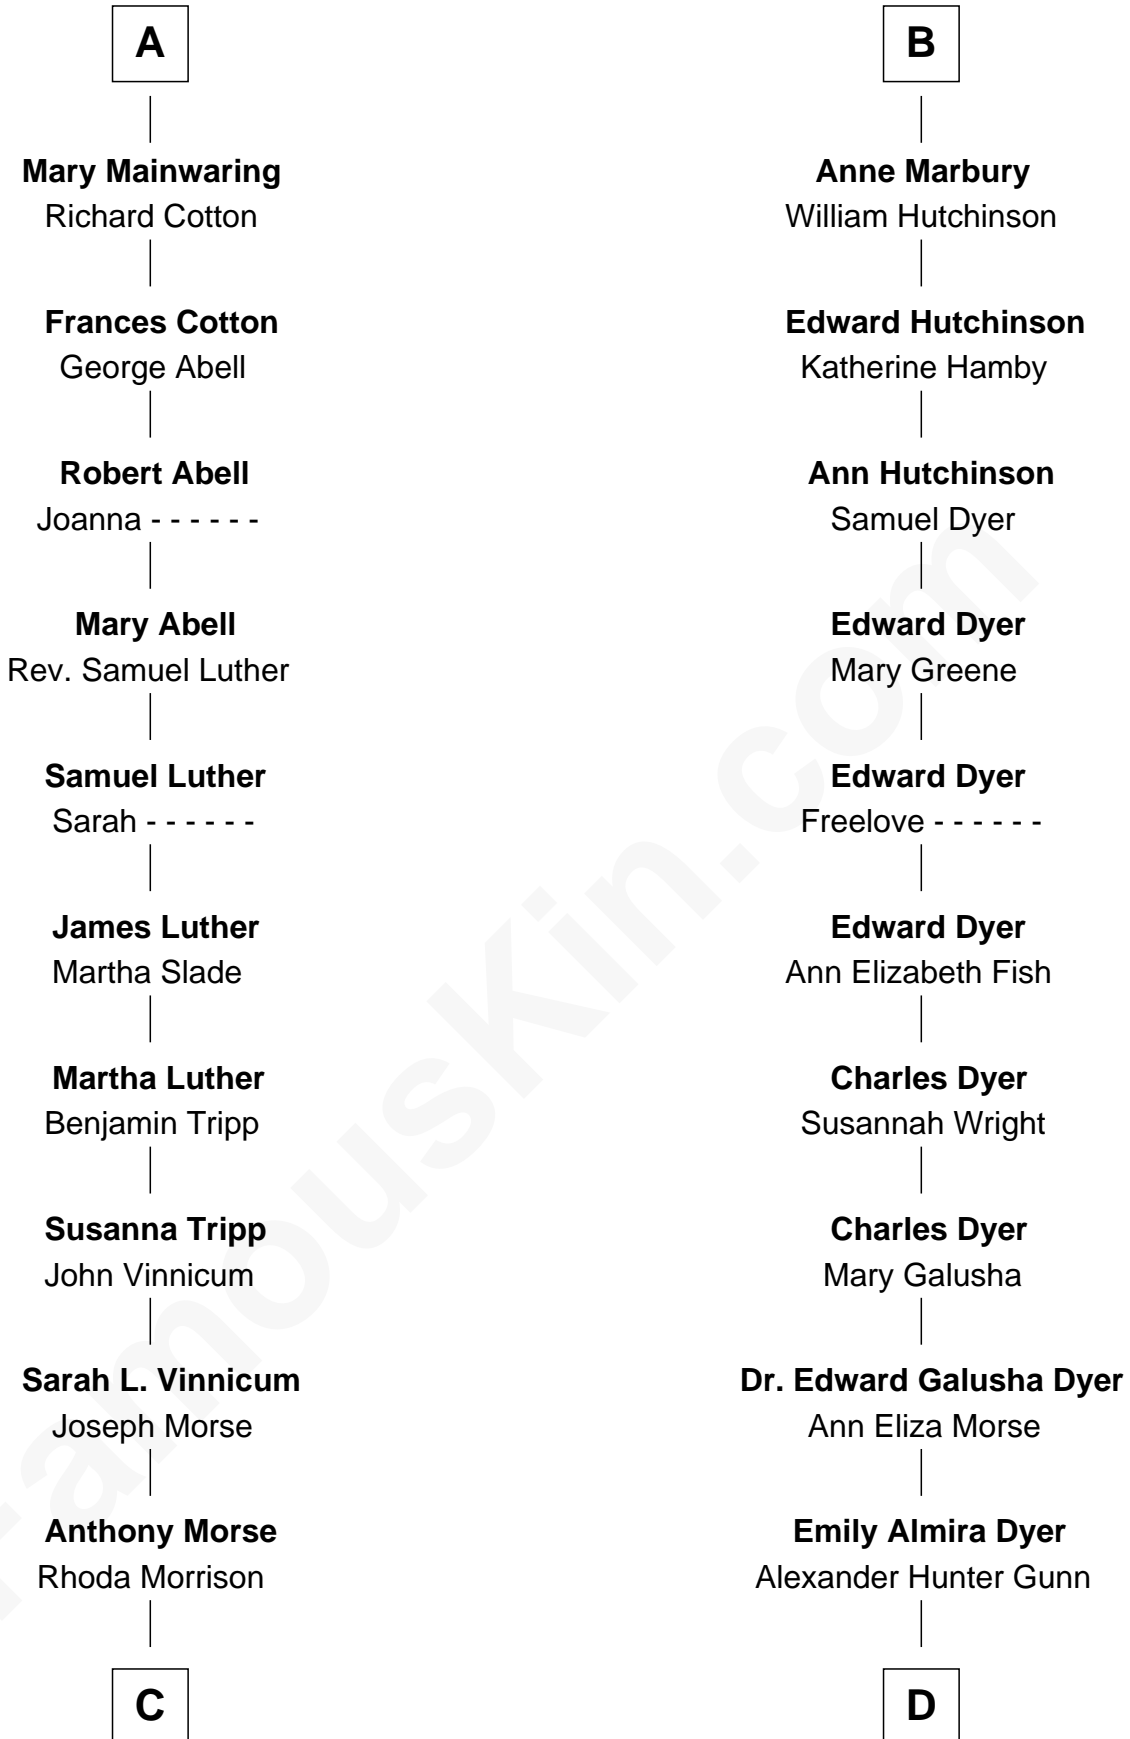 A
Mary Mainwaring
Richard Cotton
Frances Cotton
George Abell
Robert Abell
Joanna - - - - - -
Mary Abell
Rev. Samuel Luther
Samuel Luther
Sarah - - - - - -
James Luther
Martha Slade
Martha Luther
Benjamin Tripp
Susanna Tripp
John Vinnicum
Sarah L. Vinnicum
Joseph Morse
Anthony Morse
Rhoda Morrison
C
B
Anne Marbury
William Hutchinson
Edward Hutchinson
Katherine Hamby
Ann Hutchinson
Samuel Dyer
Edward Dyer
Mary Greene
Edward Dyer
Freelove - - - - - -
Edward Dyer
Ann Elizabeth Fish
Charles Dyer
Susannah Wright
Charles Dyer
Mary Galusha
Dr. Edward Galusha Dyer
Ann Eliza Morse
Emily Almira Dyer
Alexander Hunter Gunn
D
FamousKin.com